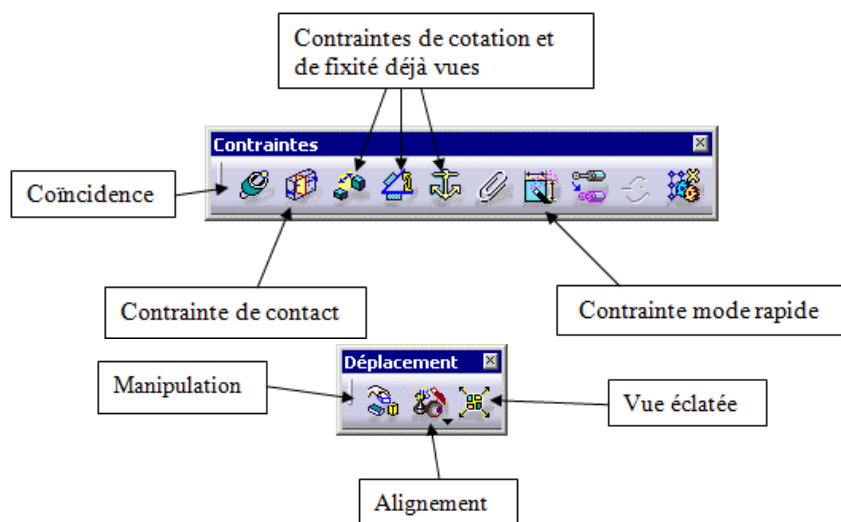 Contraintes de cotation et
de fixité déjà vues
Contraintes
Coïncidence
Contrainte de contact
Contrainte mode rapide
Déplacement
Manipulation
Vue éclatée
Alignement